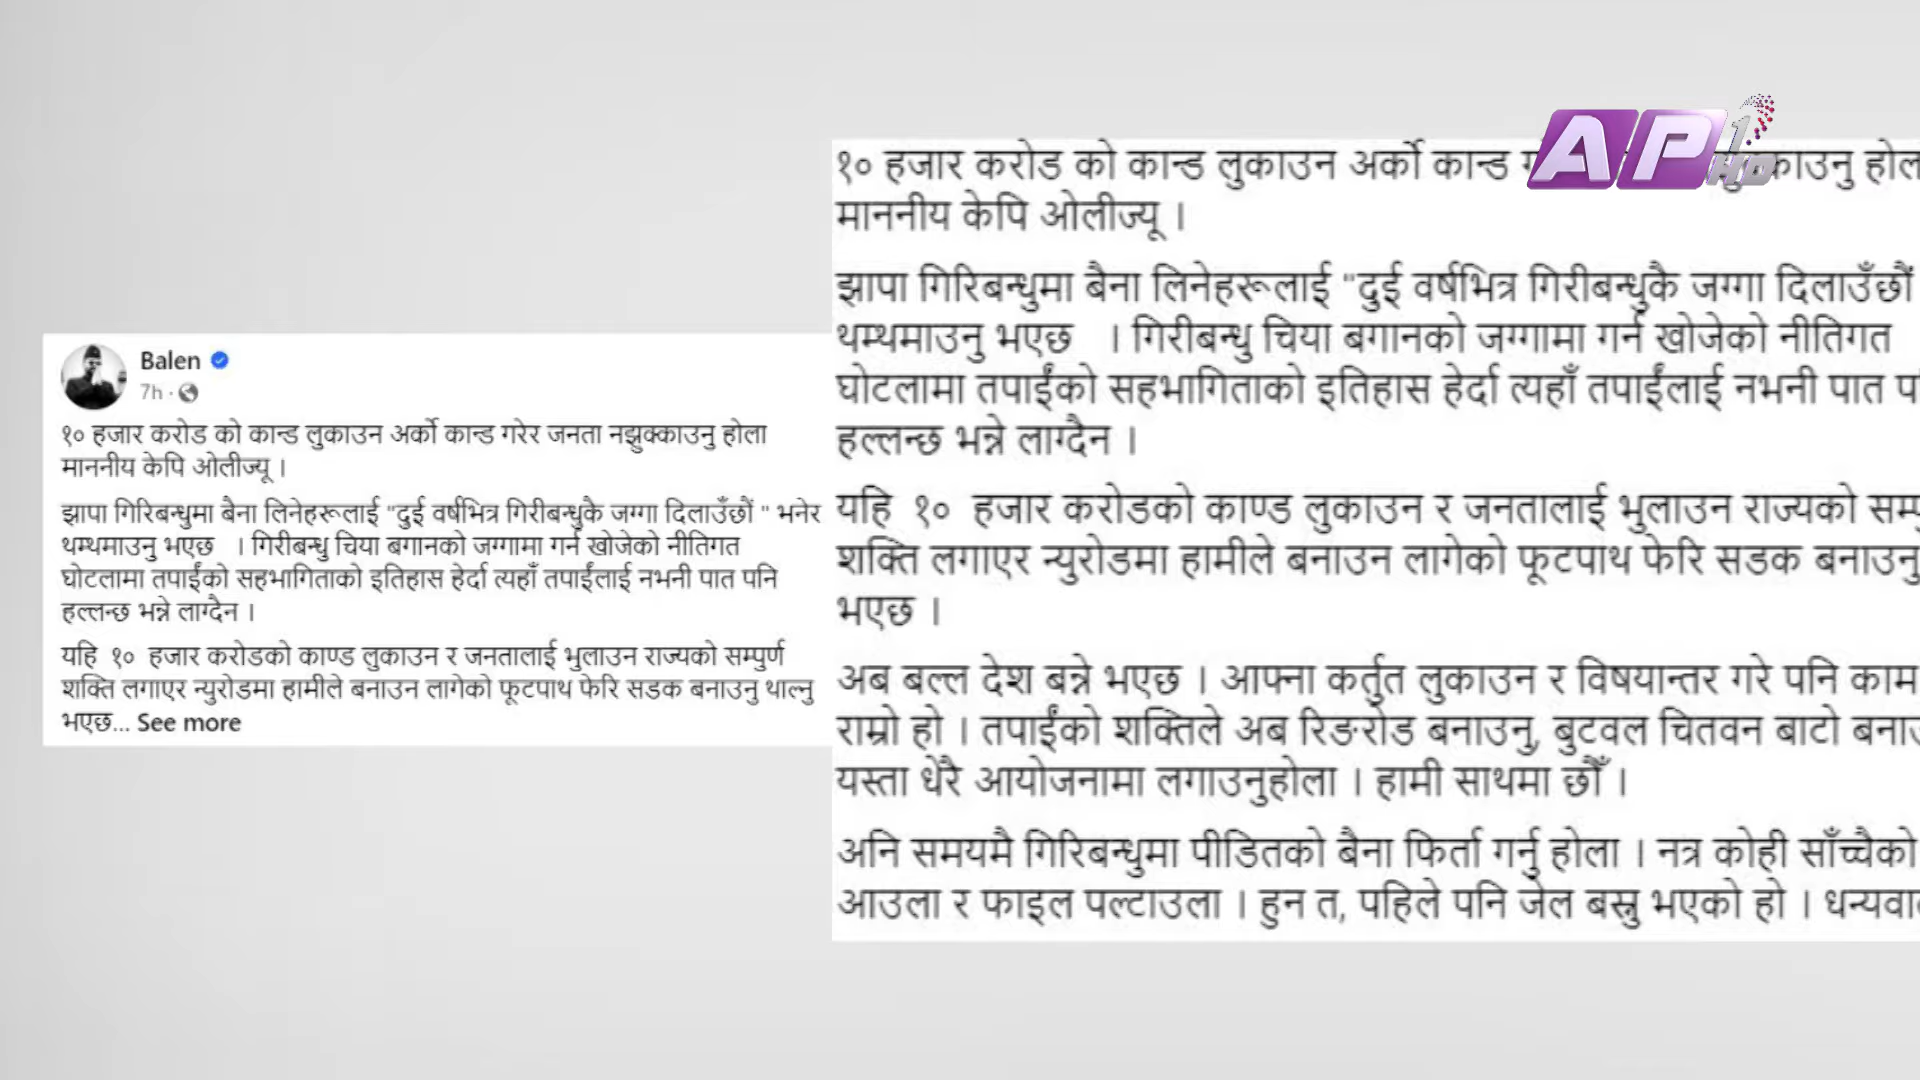 Balen
7h
१० हजार करोड को कान्ड लुकाउन अर्को कान्ड गरेर जनता नझुक्काउनु होला
माननीय केपि ओलीज्यू ।
झापा गिरिबन्धुमा बैना लिनेहरूलाई "दुई वर्षभित्र गिरीबन्धुकै जग्गा दिलाउँछौं " भनेर
थम्थमाउनु भएछ । गिरीबन्धु चिया बगानको जग्गामा गर्न खोजेको नीतिगत
घोटलामा तपाईंको सहभागिताको इतिहास हेर्दा त्यहाँ तपाईंलाई नभनी पात पनि
हल्लन्छ भन्ने लाग्दैन ।
यहि १० हजार करोडको काण्ड लुकाउन र जनतालाई भुलाउन राज्यको सम्पुर्ण
शक्ति लगाएर न्युरोडमा हामीले बनाउन लागेको फूटपाथ फेरि सडक बनाउनु थाल्नु
भएछ... See more
AP1 HD
१० हजार करोड को कान्ड लुकाउन अर्को कान्ड
माननीय केपि ओलीज्यू ।
झापा गिरिबन्धुमा बैना लिनेहरूलाई "दुई वर्षभित्र गिरीबन्धुकै जग्गा दिलाउँछौं
थम्थमाउनु भएछ । गिरीबन्धु चिया बगानको जग्गामा गर्न खोजेको नीतिगत
घोटलामा तपाईंको सहभागिताको इतिहास हेर्दा त्यहाँ तपाईंलाई नभनी पात
हल्लन्छ भन्ने लाग्दैन ।
यहि १० हजार करोडको काण्ड लुकाउन र जनतालाई भुलाउन राज्यको
शक्ति लगाएर न्युरोडमा हामीले बनाउन लागेको फूटपाथ फेरि सडक बनाउनु
भएछ ।
अब बल्ल देश बन्ने भएछ । आफ्ना कर्तुत लुकाउन र विषयान्तर गरे पनि काम
राम्रो हो । तपाईंको शक्तिले अब रिङरोड बनाउनु, बुटवल चितवन बाटो
यस्ता धेरै आयोजनामा लगाउनुहोला । हामी साथमा छौँ ।
अनि समयमै गिरिबन्धुमा पीडितको बैना फिर्ता गर्नु होला । नत्र कोही साँच्चैको
आउला र फाइल पल्टाउला । हुन त, पहिले पनि जेल बस्नु भएको हो ।